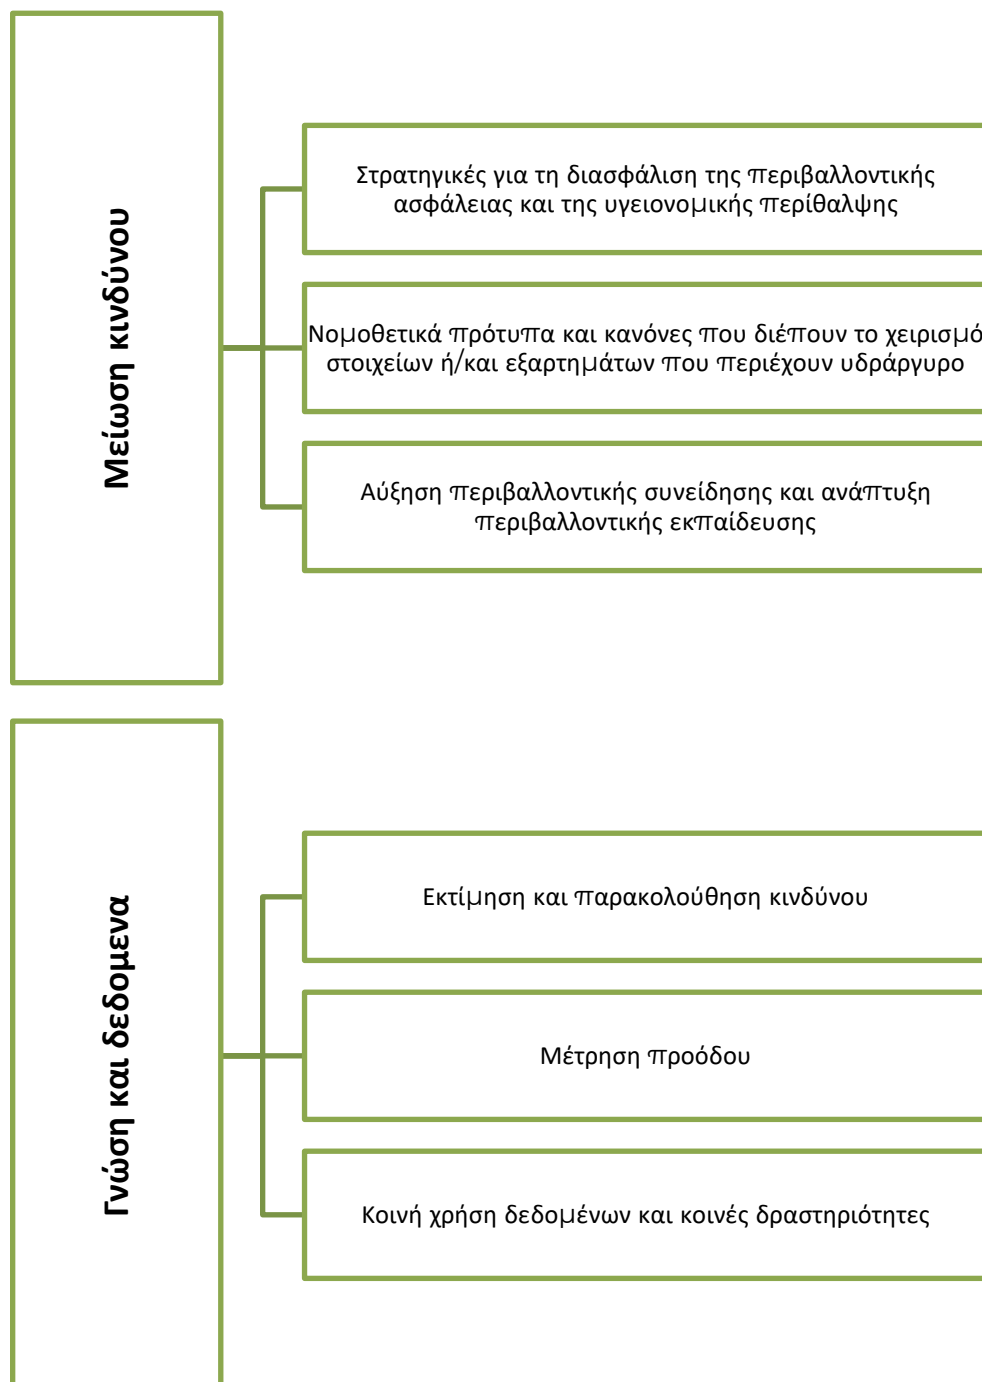 Μείωση κινδύνου
Στρατηγικές για τη διασφάλιση της περιβαλλοντικής
ασφάλειας και της υγειονομικής περίθαλψης
Νομοθετικά πρότυπα και κανόνες που διέπουν το χειρισμό
στοιχείων ή/και εξαρτημάτων που περιέχουν υδράργυρο
Αύξηση περιβαλλοντικής συνείδησης και ανάπτυξη
περιβαλλοντικής εκπαίδευσης
Γνώση και δεδομενα
Εκτίμηση και παρακολούθηση κινδύνου
Μέτρηση προόδου
Κοινή χρήση δεδομένων και κοινές δραστηριότητες